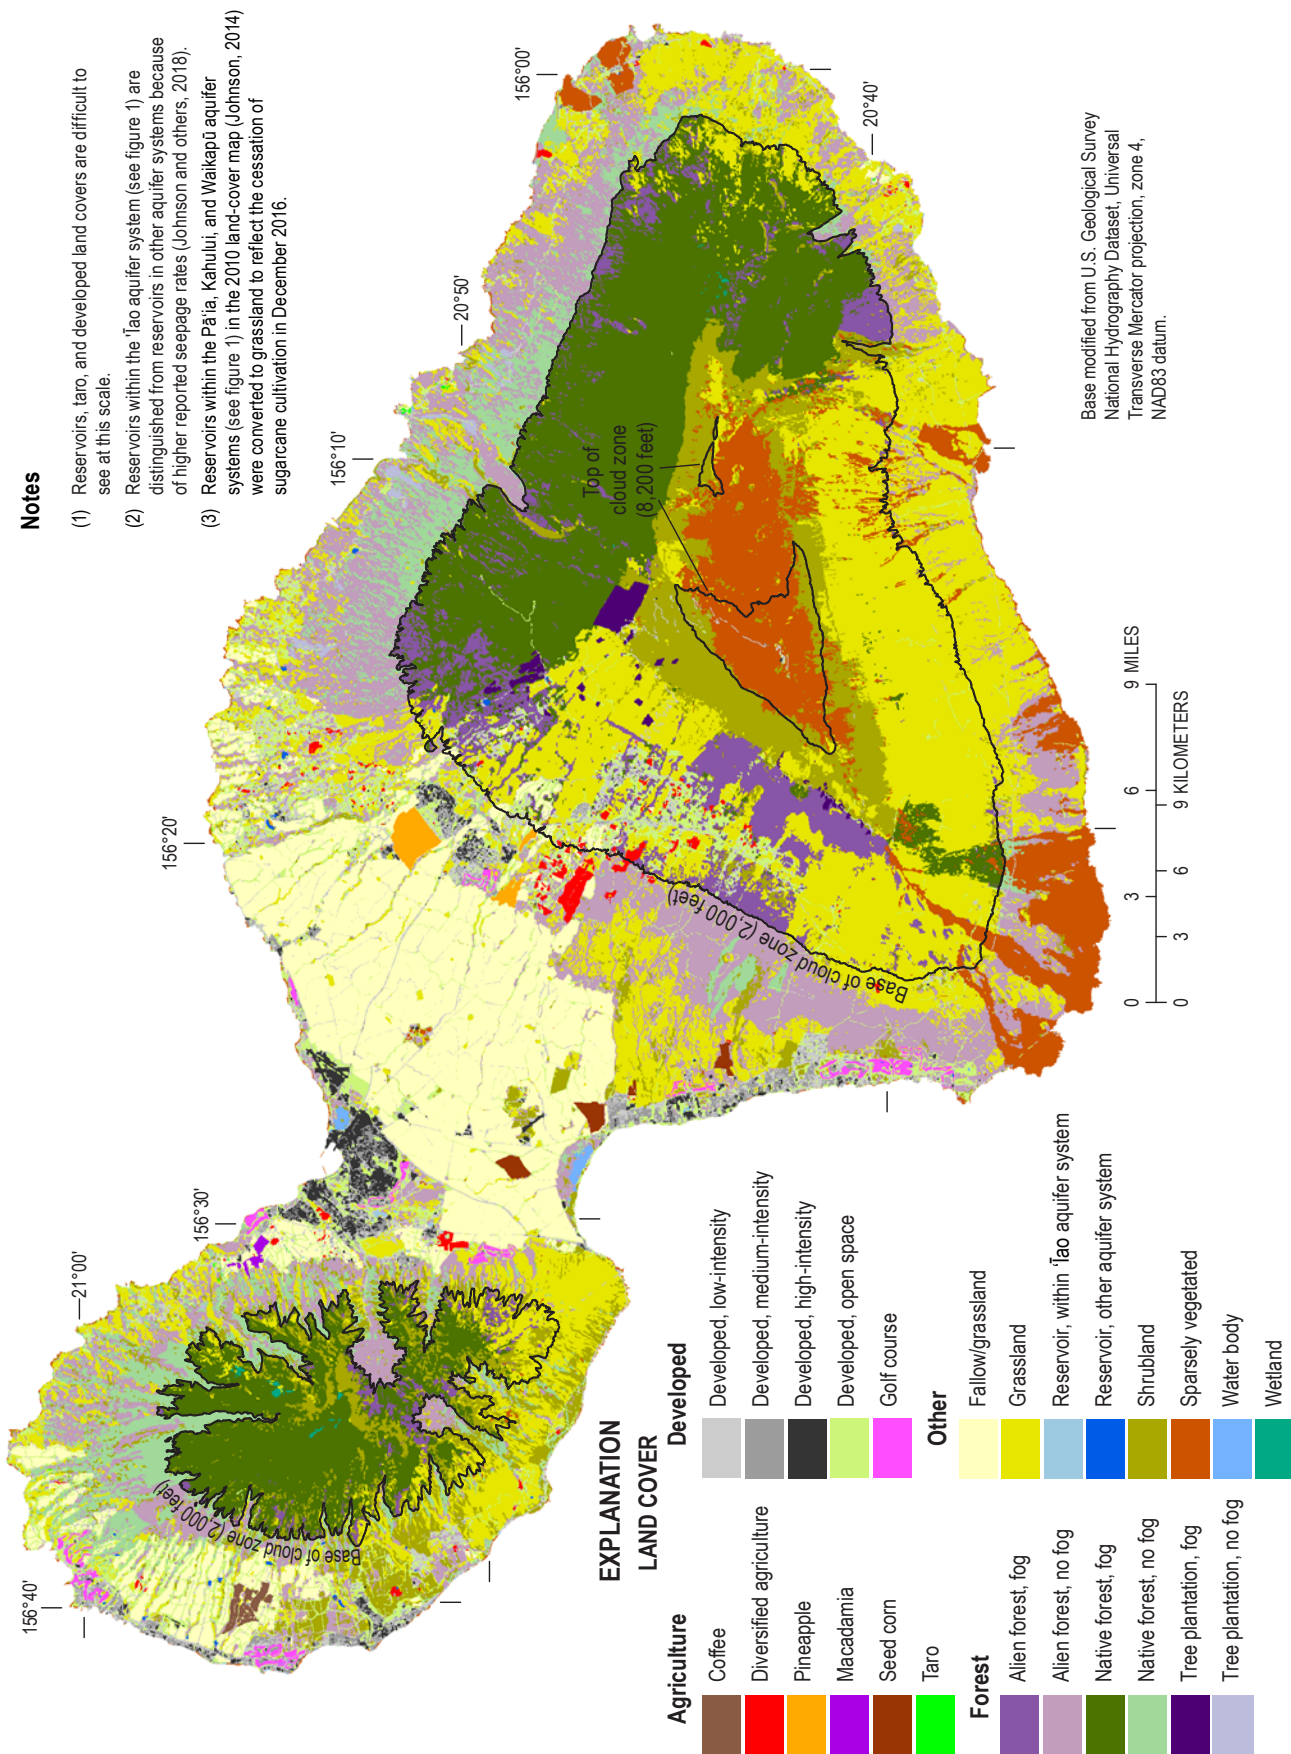 Notes
(1) Reservoirs, taro, and developed land covers are difficult to
see at this scale.
(2) Reservoirs within the ‘Īao aquifer system (see figure 1) are
distinguished from reservoirs in other aquifer systems because
of higher reported seepage rates (Johnson and others, 2018).
(3) Reservoirs within the Pā‘ia, Kahului, and Waikapū aquifer
systems (see figure 1) in the 2010 land-cover map (Johnson, 2014)
were converted to grassland to reflect the cessation of
sugarcane cultivation in December 2016.
156°40'
21°00'
156°30'
156°20'
156°10'
20°50'
156°00'
20°40'
Base of cloud zone (2,000 feet)
Top of
cloud zone
(8,200 feet)
Base of cloud zone (2,000 feet)
Base modified from U.S. Geological Survey
National Hydrography Dataset, Universal
Transverse Mercator projection, zone 4,
NAD83 datum.
0 3 6 9 MILES
0 3 6 9 KILOMETERS
EXPLANATION
LAND COVER
Agriculture
Coffee
Diversified agriculture
Pineapple
Macadamia
Seed corn
Taro
Forest
Alien forest, fog
Alien forest, no fog
Native forest, fog
Native forest, no fog
Tree plantation, fog
Tree plantation, no fog
Developed
Developed, low-intensity
Developed, medium-intensity
Developed, high-intensity
Developed, open space
Golf course
Other
Fallow/grassland
Grassland
Reservoir, within ‘Īao aquifer system
Reservoir, other aquifer system
Shrubland
Sparsely vegetated
Water body
Wetland